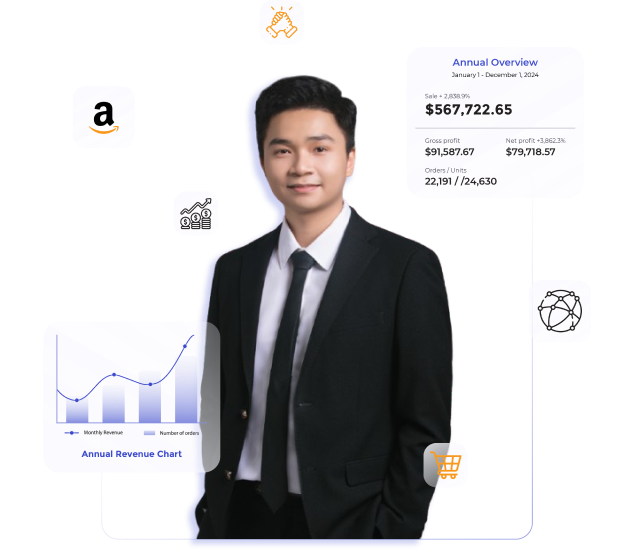 Annual Overview
January 1 - December 1, 2024
Sale + 2,838.9%
$567,722.65
Gross profit
Net profit +3,862.3%
$91,587.67
$79,718.57
Orders / Units
22,191 / /24,630
a
Monthly Revenue
Number of orders
Annual Revenue Chart